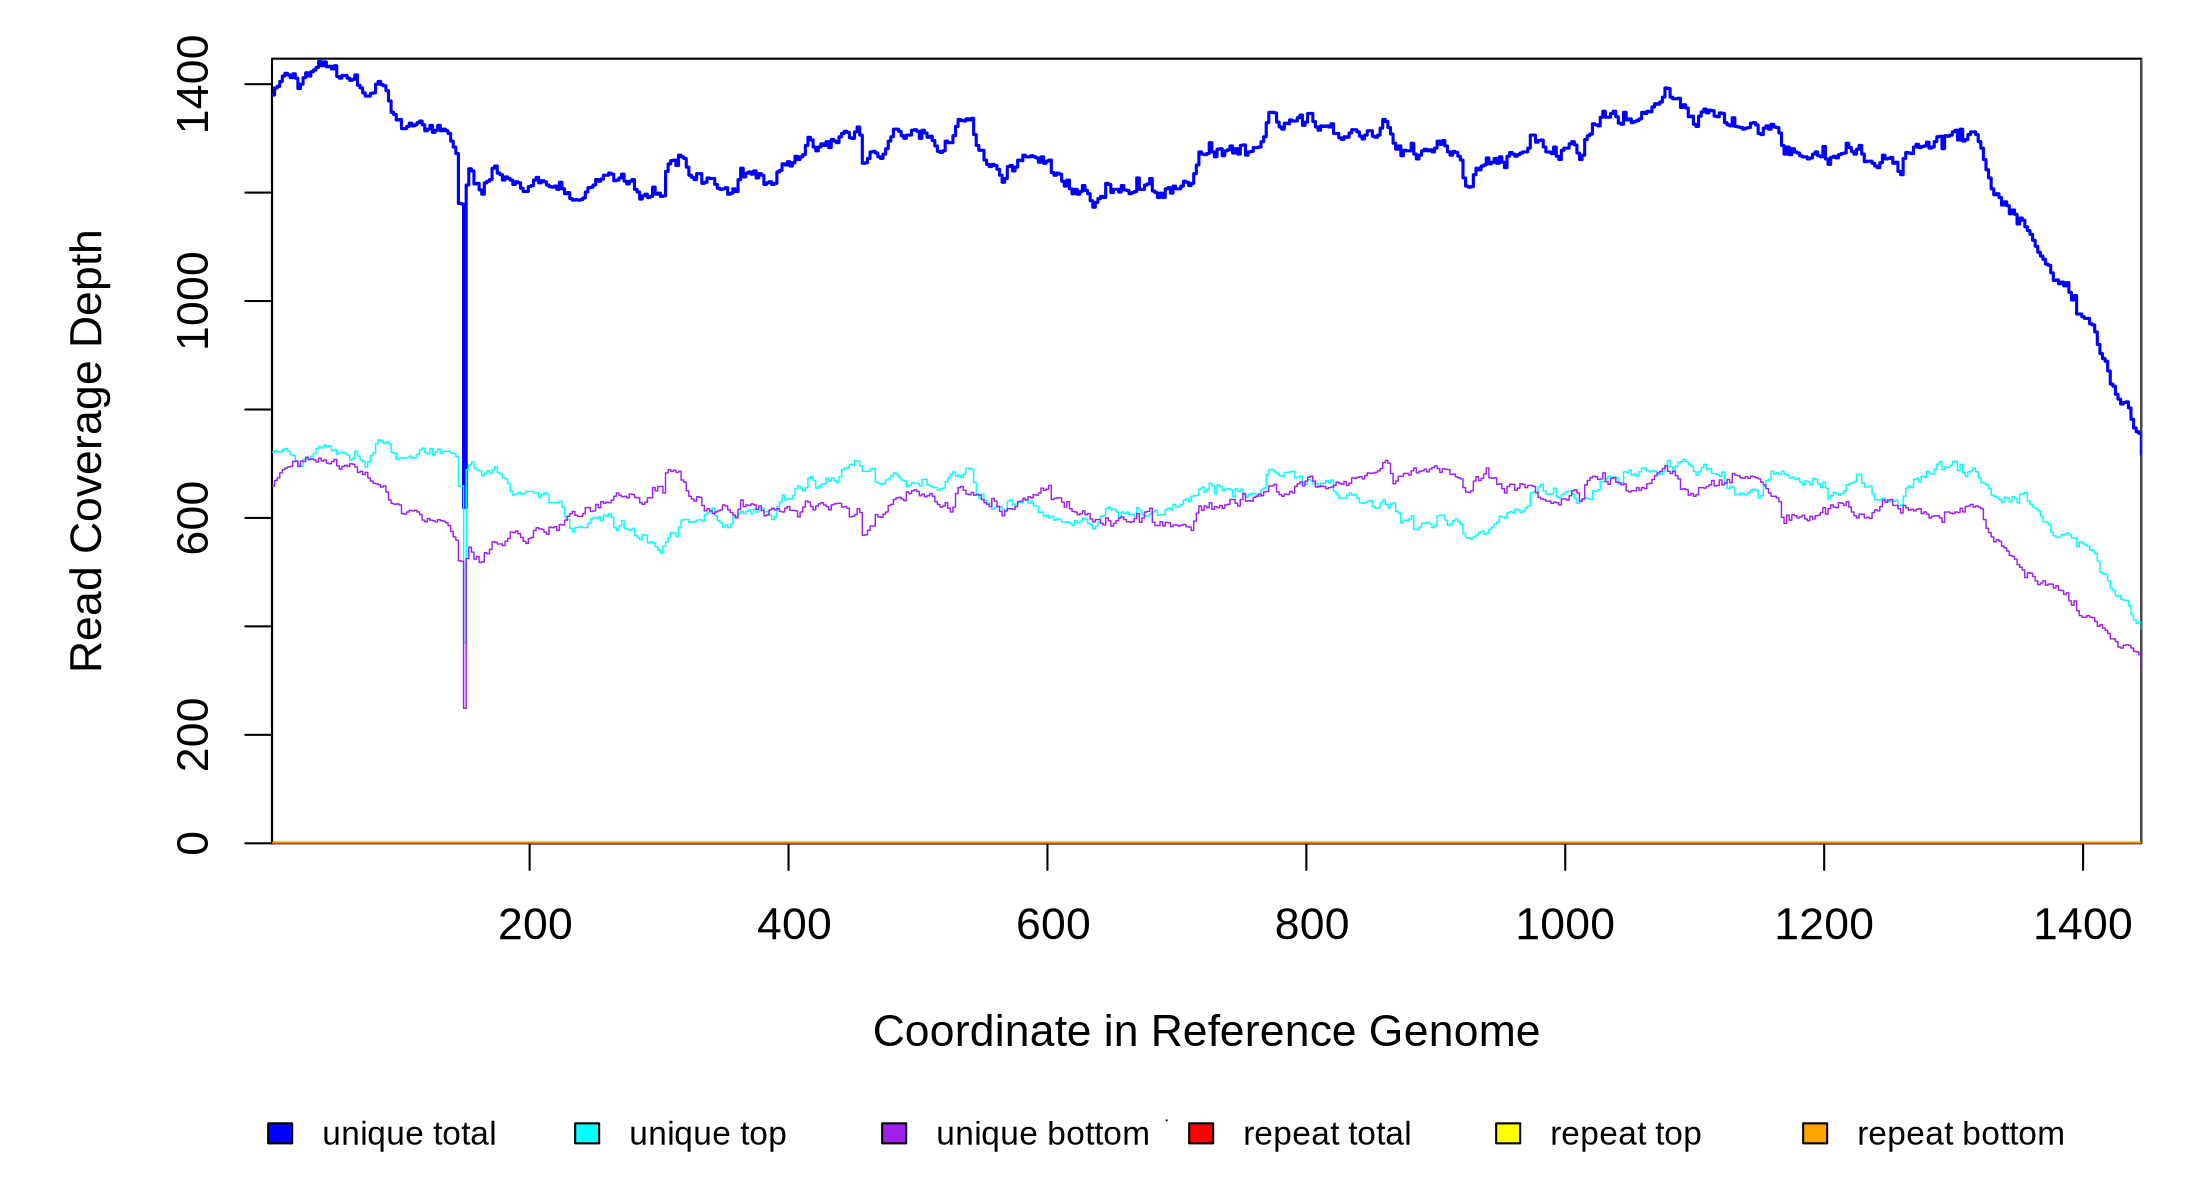 1400
1000
600
200
0
Read Coverage Depth
200 400 600 800 1000 1200 1400
Coordinate in Reference Genome
unique total unique top unique bottom repeat total repeat top repeat bottom